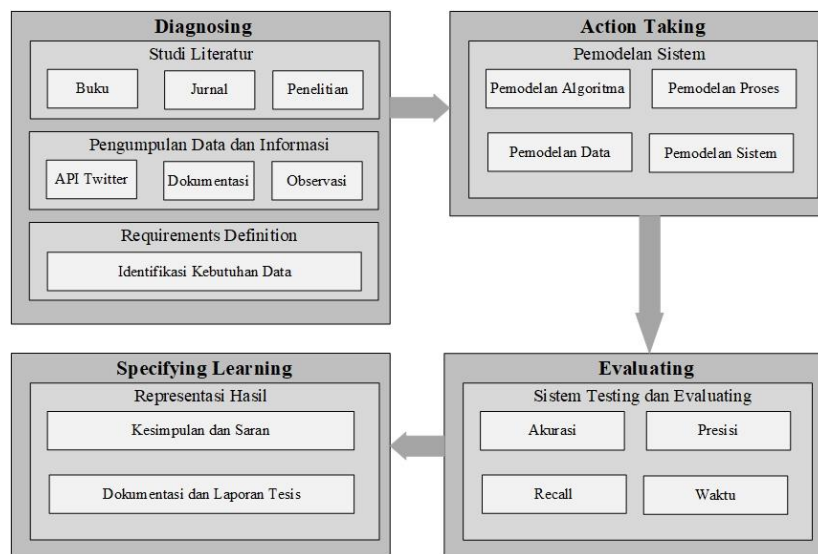 Diagnosing
Studi Literatur
Buku
Jurnal
Penelitian
Pengumpulan Data dan Informasi
API Twitter
Dokumentasi
Observasi
Requirements Definition
Identifikasi Kebutuhan Data
Action Taking
Pemodelan Sistem
Pemodelan Algoritma
Pemodelan Proses
Pemodelan Data
Pemodelan Sistem
Evaluating
Sistem Testing dan Evaluating
Akurasi
Presisi
Recall
Waktu
Specifying Learning
Representasi Hasil
Kesimpulan dan Saran
Dokumentasi dan Laporan Tesis